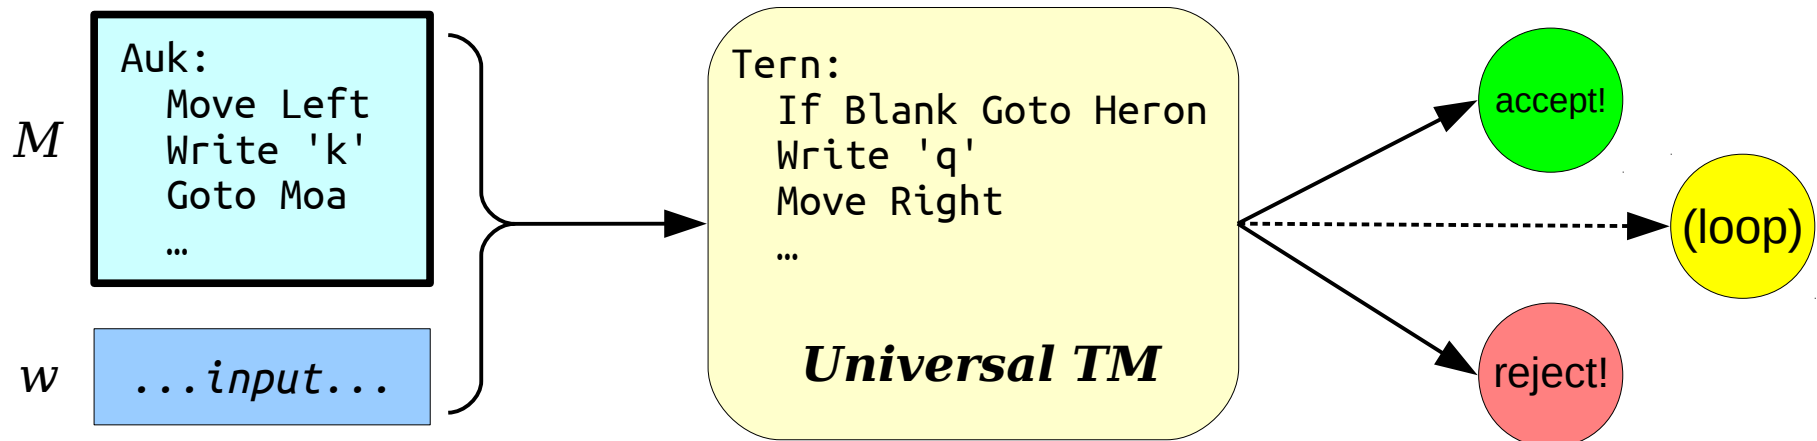 M
Auk:
Move Left
Write 'k'
Goto Moa
…
w
...input...
Tern:
If Blank Goto Heron
Write 'q'
Move Right
…
Universal TM
accept!
(loop)
reject!